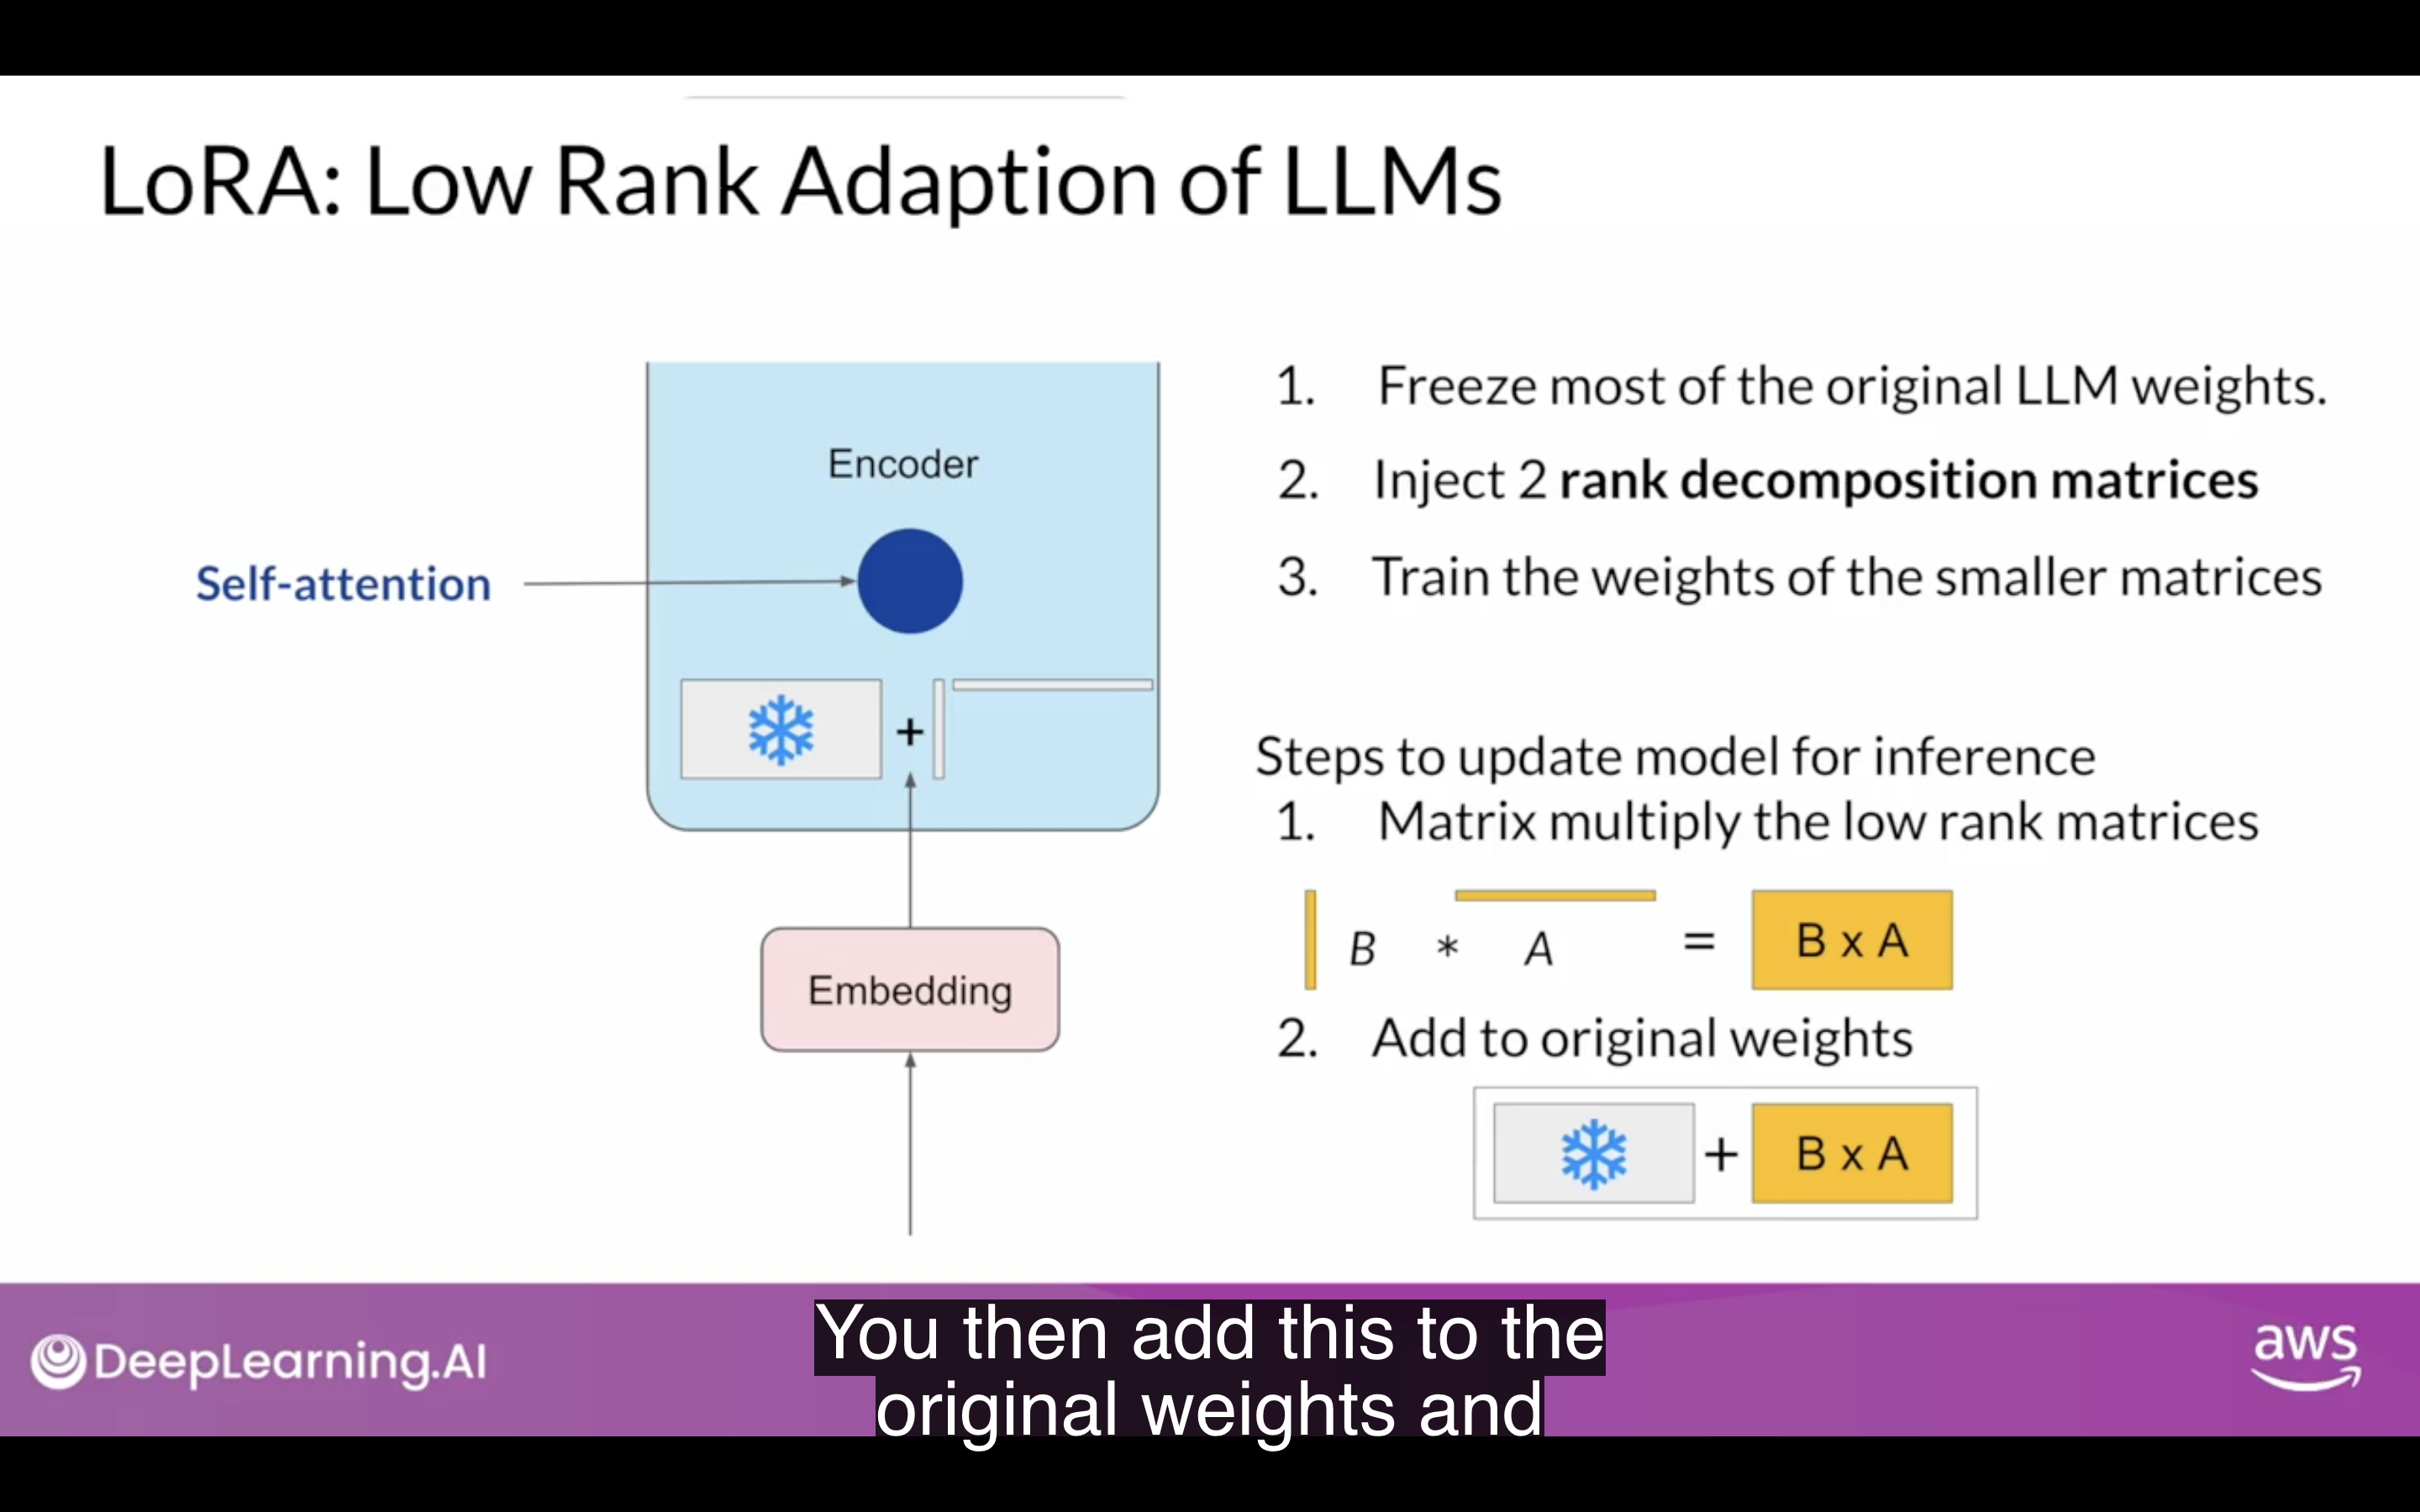 LoRA: Low Rank Adaption of LLMs
Encoder
Self-attention
+
Embedding
1. Freeze most of the original LLM weights.
2. Inject 2 rank decomposition matrices
3. Train the weights of the smaller matrices
Steps to update model for inference
1. Matrix multiply the low rank matrices
B * A = B x A
2. Add to original weights
+ B x A
DeepLearning.AI
You then add this to the
original weights and
aws